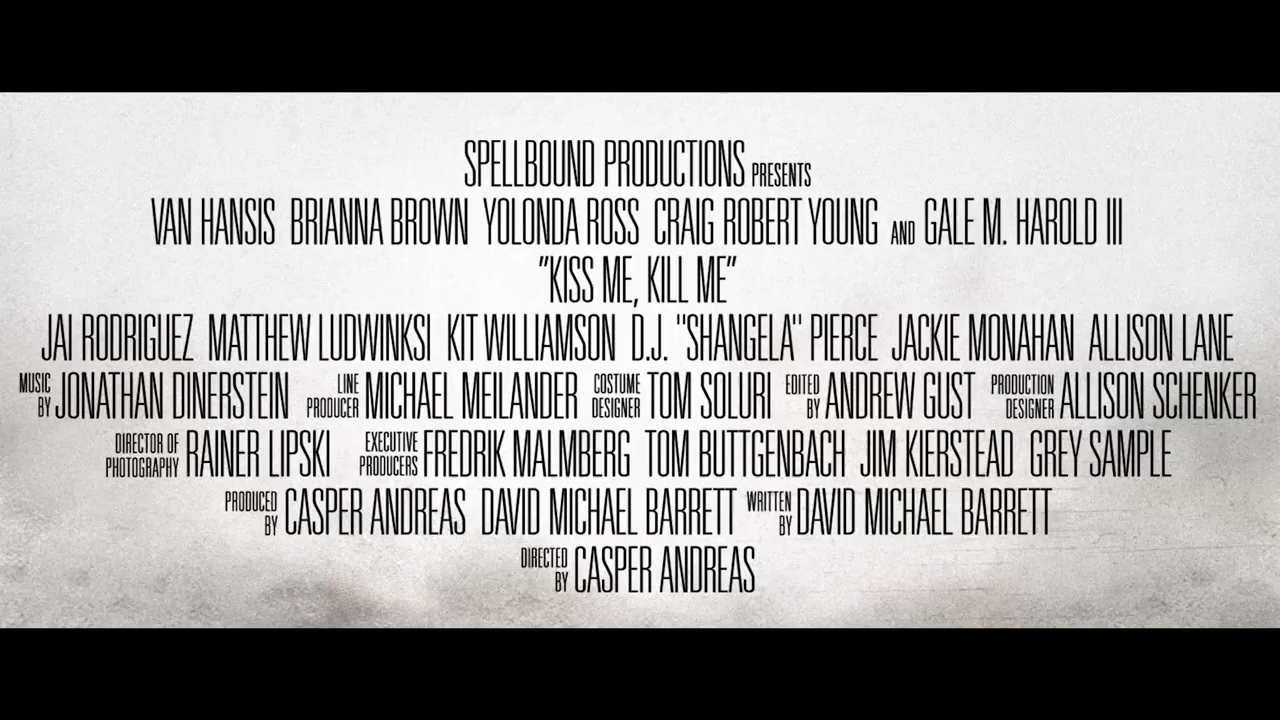 SPELLBOUND PRODUCTIONS PRESENTS
VAN HANSIS BRIANNA BROWN YOLONDA ROSS CRAIG ROBERT YOUNG AND GALE M. HAROLD III
"KISS ME, KILL ME"
JAI RODRIGUEZ MATTHEW LUDWINKSI KIT WILLIAMSON D.J. "SHANGELA" PIERCE JACKIE MONAHAN ALLISON LANE
MUSIC BY JONATHAN DINERSTEIN LINE PRODUCER MICHAEL MEILANDER COSTUME DESIGNER TOM SOLURI EDITED BY ANDREW GUST PRODUCTION DESIGNER ALLISON SCHENKER
DIRECTOR OF PHOTOGRAPHY RAINER LIPSKI EXECUTIVE PRODUCERS FREDRIK MALMBERG TOM BUTTGENBACH JIM KIERSTEAD GREY SAMPLE
PRODUCED BY CASPER ANDREAS DAVID MICHAEL BARRETT WRITTEN BY DAVID MICHAEL BARRETT
DIRECTED BY CASPER ANDREAS